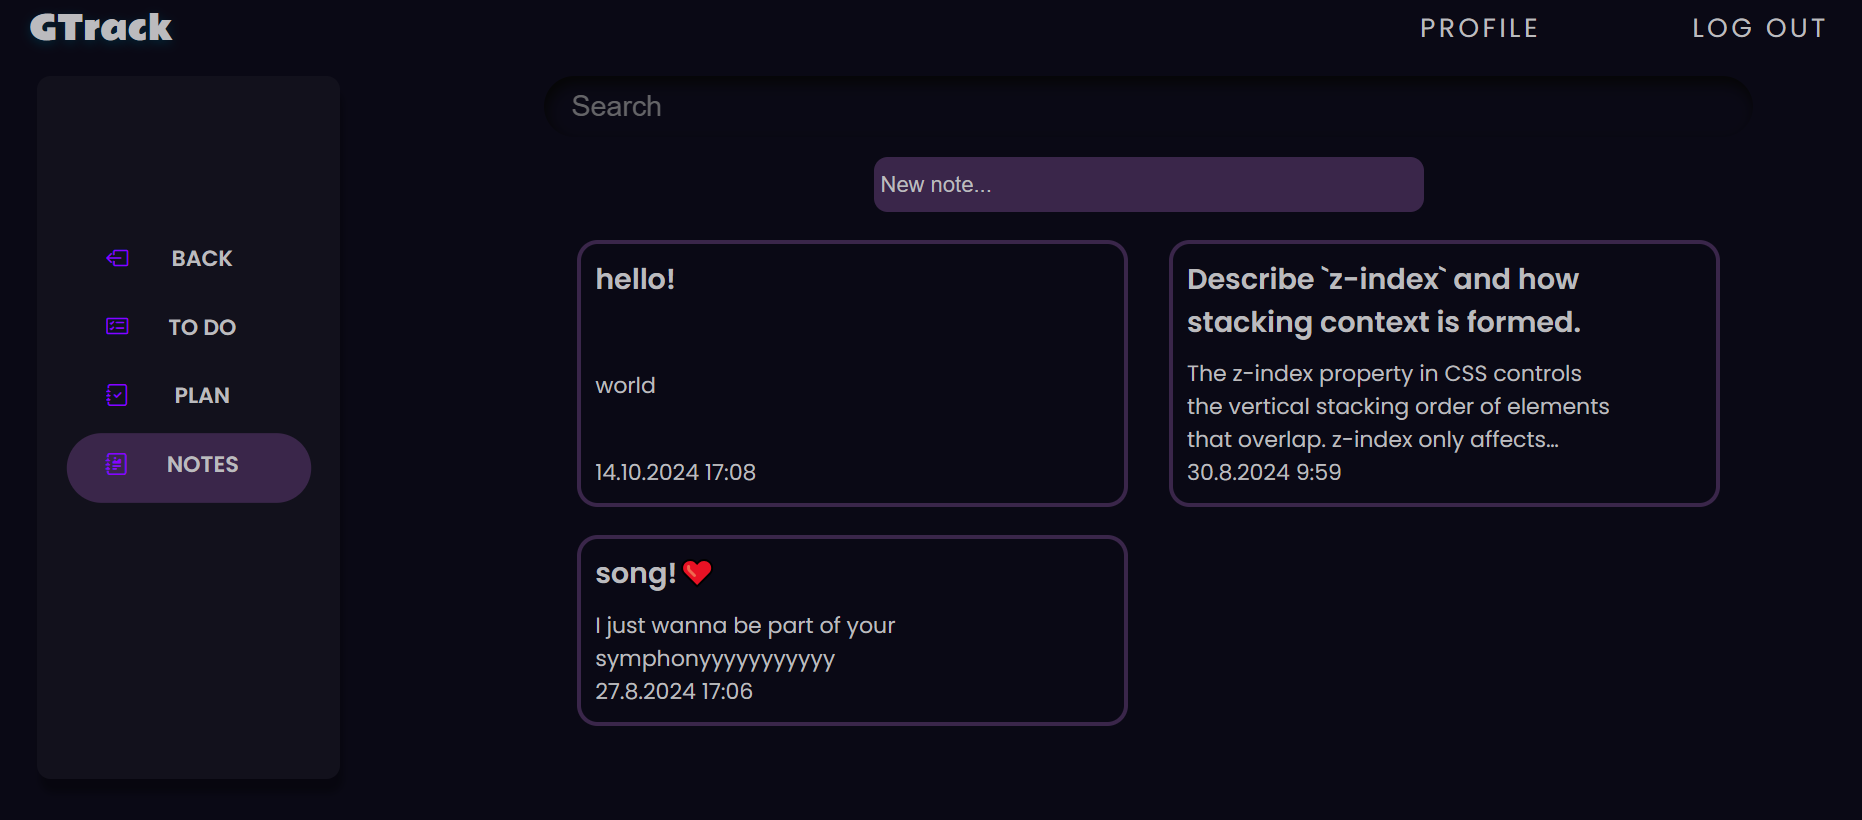 GTrack
PROFILE
LOG OUT
Search
New note...
BACK
TO DO
PLAN
NOTES
hello!
world
14.10.2024 17:08
Describe `z-index` and how
stacking context is formed.
The z-index property in CSS controls
the vertical stacking order of elements
that overlap. z-index only affects...
30.8.2024 9:59
song! ❤️
I just wanna be part of your
symphonyyyyyyyyyyy
27.8.2024 17:06